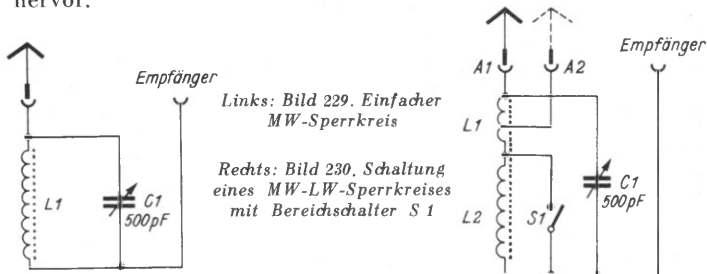 hervor.
Empfänger
L1
C1
500pF
Links: Bild 229. Einfacher
MW-Sperrkreis
Rechts: Bild 230. Schaltung
eines MW-LW-Sperrkreises
mit Bereichschalter S 1
A1
A2
Empfänger
L1
L2
S1
C1
500pF